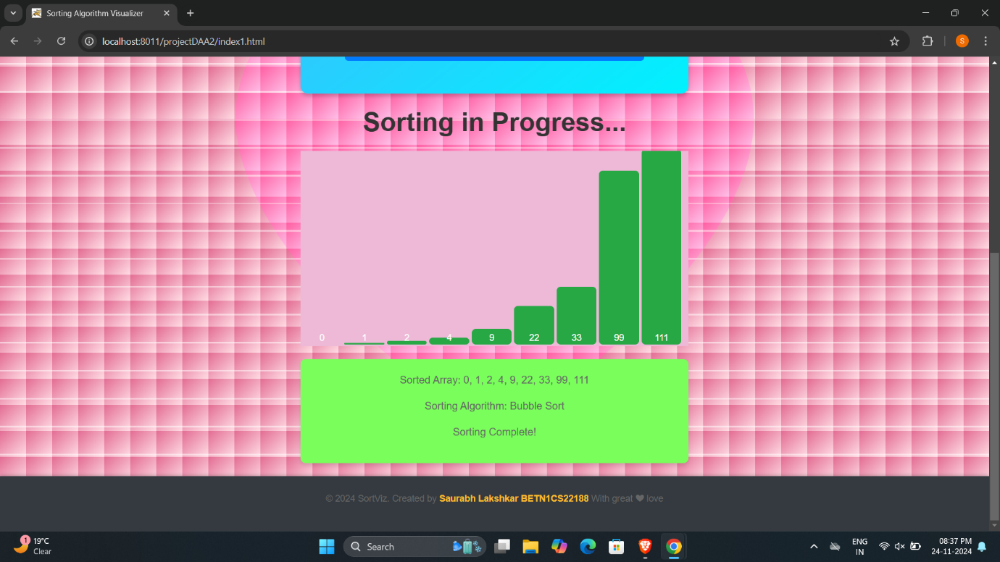 Sorting Algorithm Visualizer
localhost:8011/projectDAA2/index1.html
S
Sorting in Progress...
0 1 2 4 9 22 33 99 111
Sorted Array: 0, 1, 2, 4, 9, 22, 33, 99, 111
Sorting Algorithm: Bubble Sort
Sorting Complete!
© 2024 SortViz. Created by Saurabh Lakshkar BETN1CS22188 With great ❤ love
1
19°C
Clear
Search
ENG
IN
08:37 PM
24-11-2024